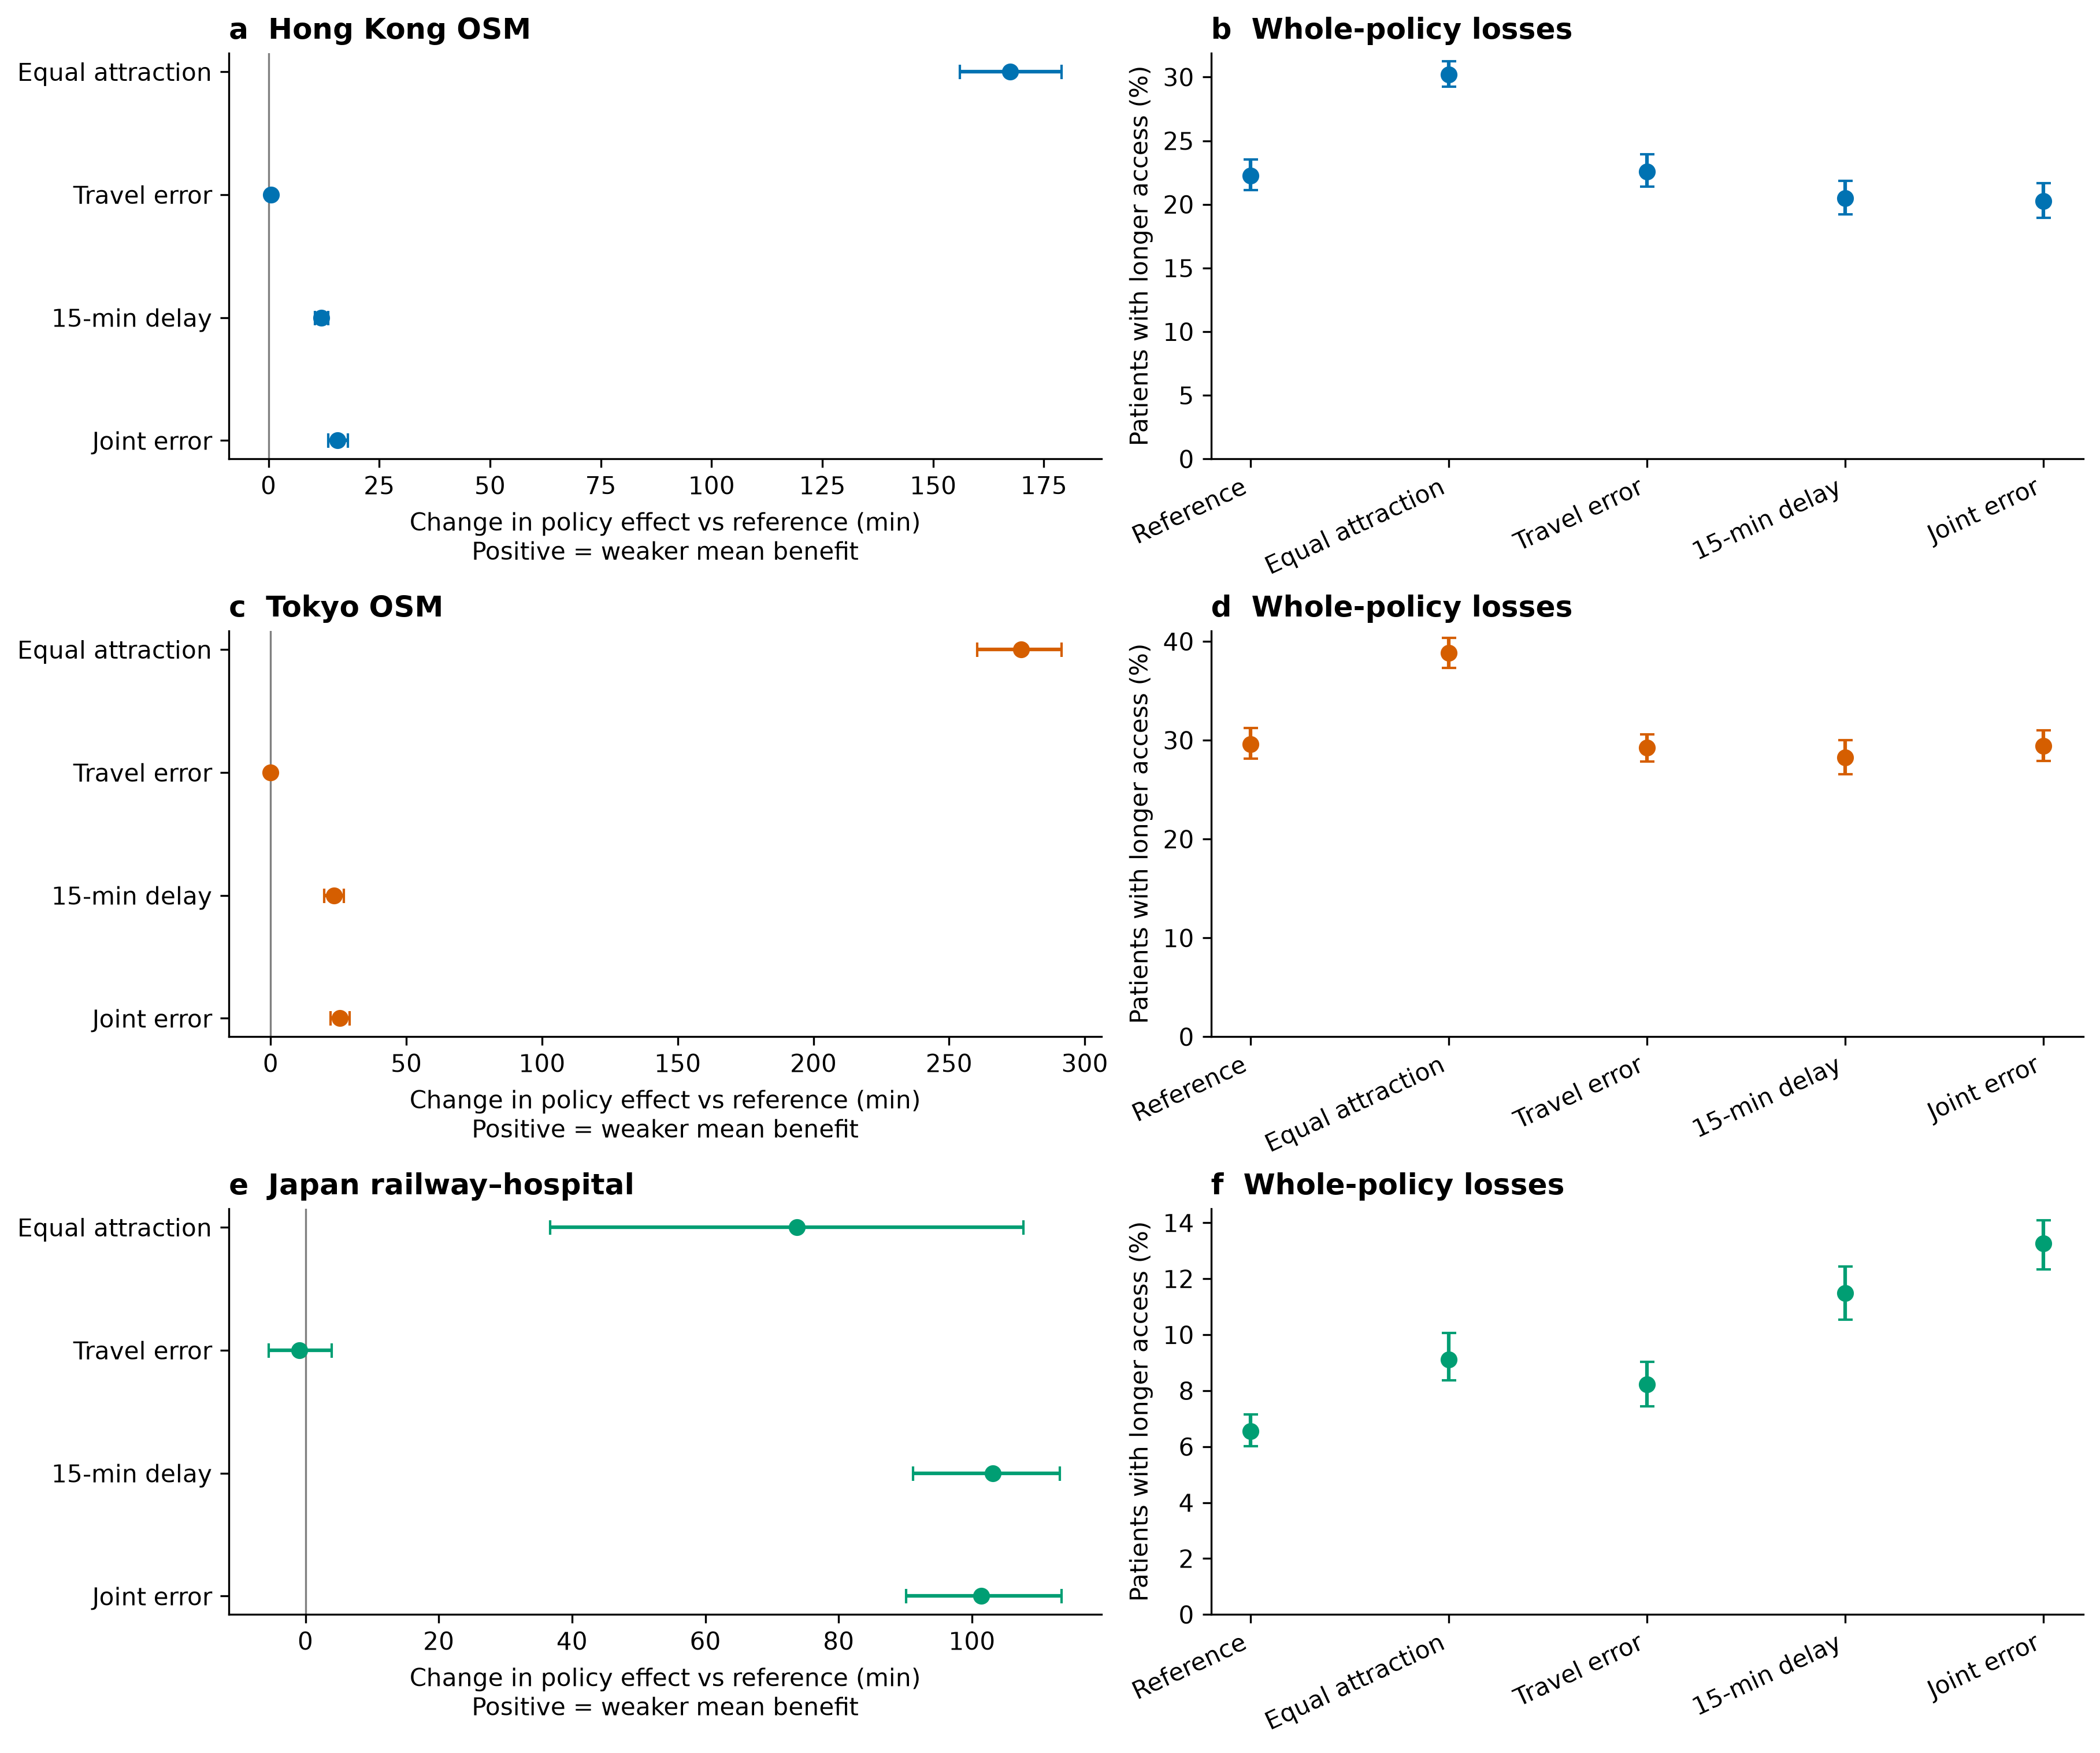 a Hong Kong OSM
Equal attraction
Travel error
15-min delay
Joint error
0 25 50 75 100 125 150 175
Change in policy effect vs reference (min)
Positive = weaker mean benefit
b Whole-policy losses
Patients with longer access (%)
30
25
20
15
10
5
0
Reference
Equal attraction
Travel error
15-min delay
Joint error
c Tokyo OSM
Equal attraction
Travel error
15-min delay
Joint error
0 50 100 150 200 250 300
Change in policy effect vs reference (min)
Positive = weaker mean benefit
d Whole-policy losses
Patients with longer access (%)
40
30
20
10
0
Reference
Equal attraction
Travel error
15-min delay
Joint error
e Japan railway–hospital
Equal attraction
Travel error
15-min delay
Joint error
0 20 40 60 80 100
Change in policy effect vs reference (min)
Positive = weaker mean benefit
f Whole-policy losses
Patients with longer access (%)
14
12
10
8
6
4
2
0
Reference
Equal attraction
Travel error
15-min delay
Joint error